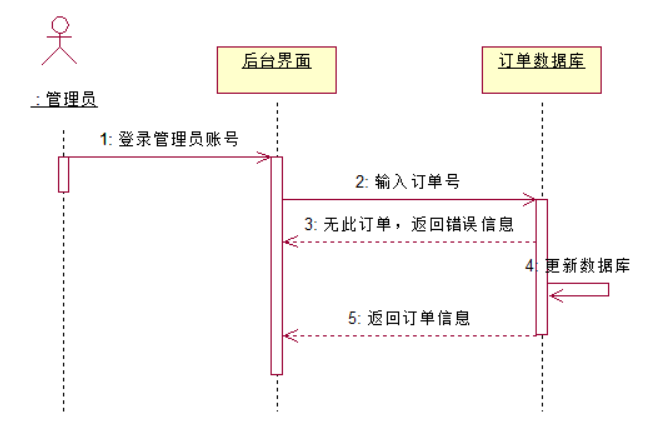 后台界面
订单数据库
: 管理员
1: 登录管理员账号
2: 输入订单号
3: 无此订单，返回错误信息
4: 更新数据库
5: 返回订单信息